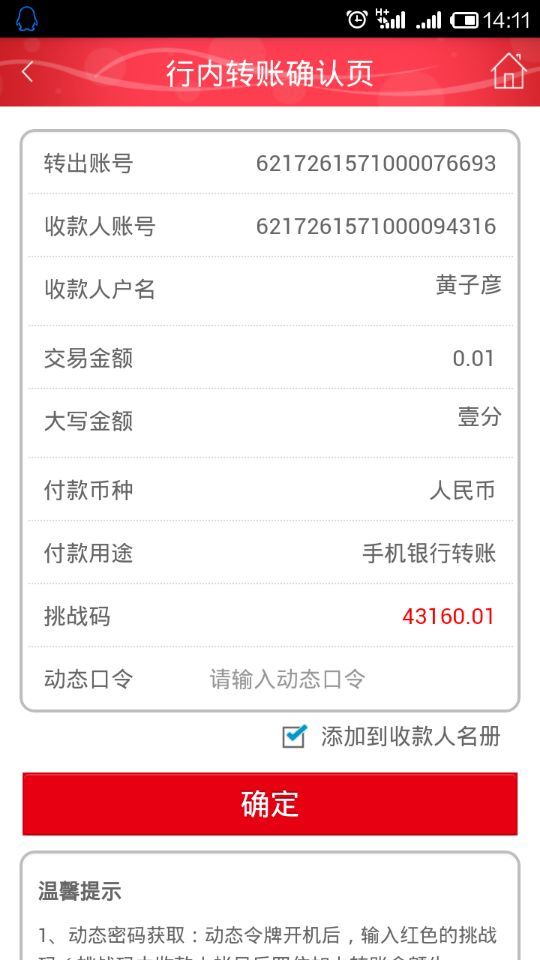 H+ 14:11
行内转账确认页
转出账号 6217261571000076693
收款人账号 6217261571000094316
收款人户名 黄子彦
交易金额 0.01
大写金额 壹分
付款币种 人民币
付款用途 手机银行转账
挑战码 43160.01
动态口令 请输入动态口令
添加到收款人名册
确定
温馨提示
1、动态密码获取：动态令牌开机后，输入红色的挑战